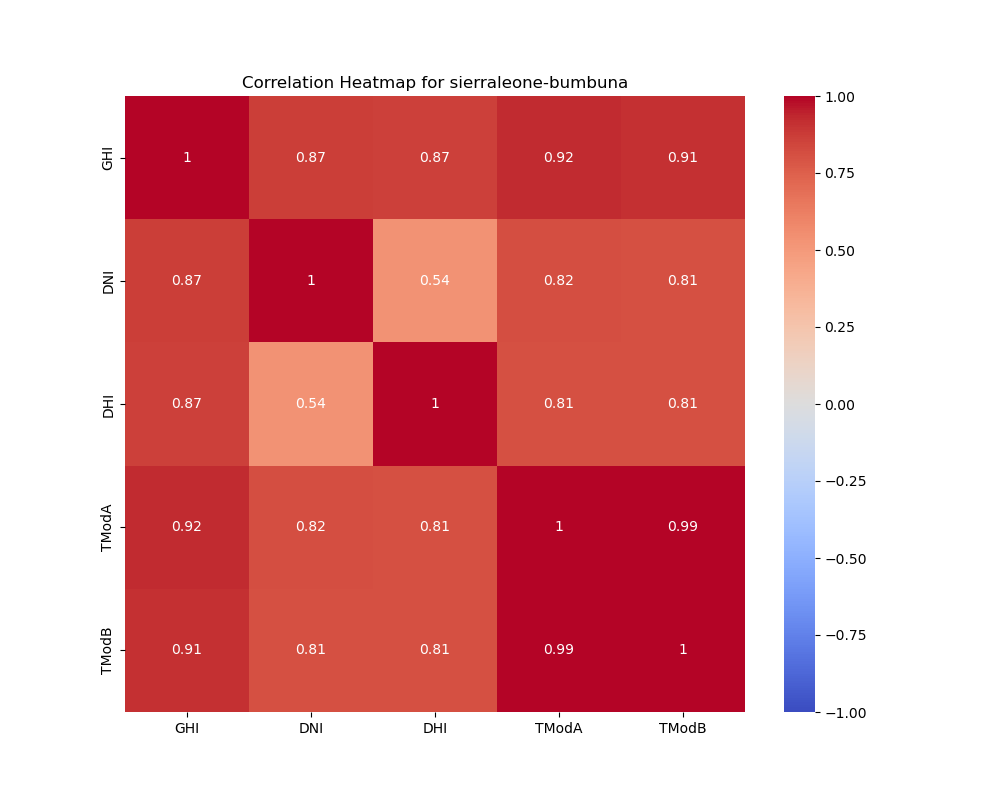 Correlation Heatmap for sierraleone-bumbuna
GHI 1 0.87 0.87 0.92 0.91
DNI 0.87 1 0.54 0.82 0.81
DHI 0.87 0.54 1 0.81 0.81
TModA 0.92 0.82 0.81 1 0.99
TModB 0.91 0.81 0.81 0.99 1
GHI DNI DHI TModA TModB
1.00
0.75
0.50
0.25
0.00
−0.25
−0.50
−0.75
−1.00